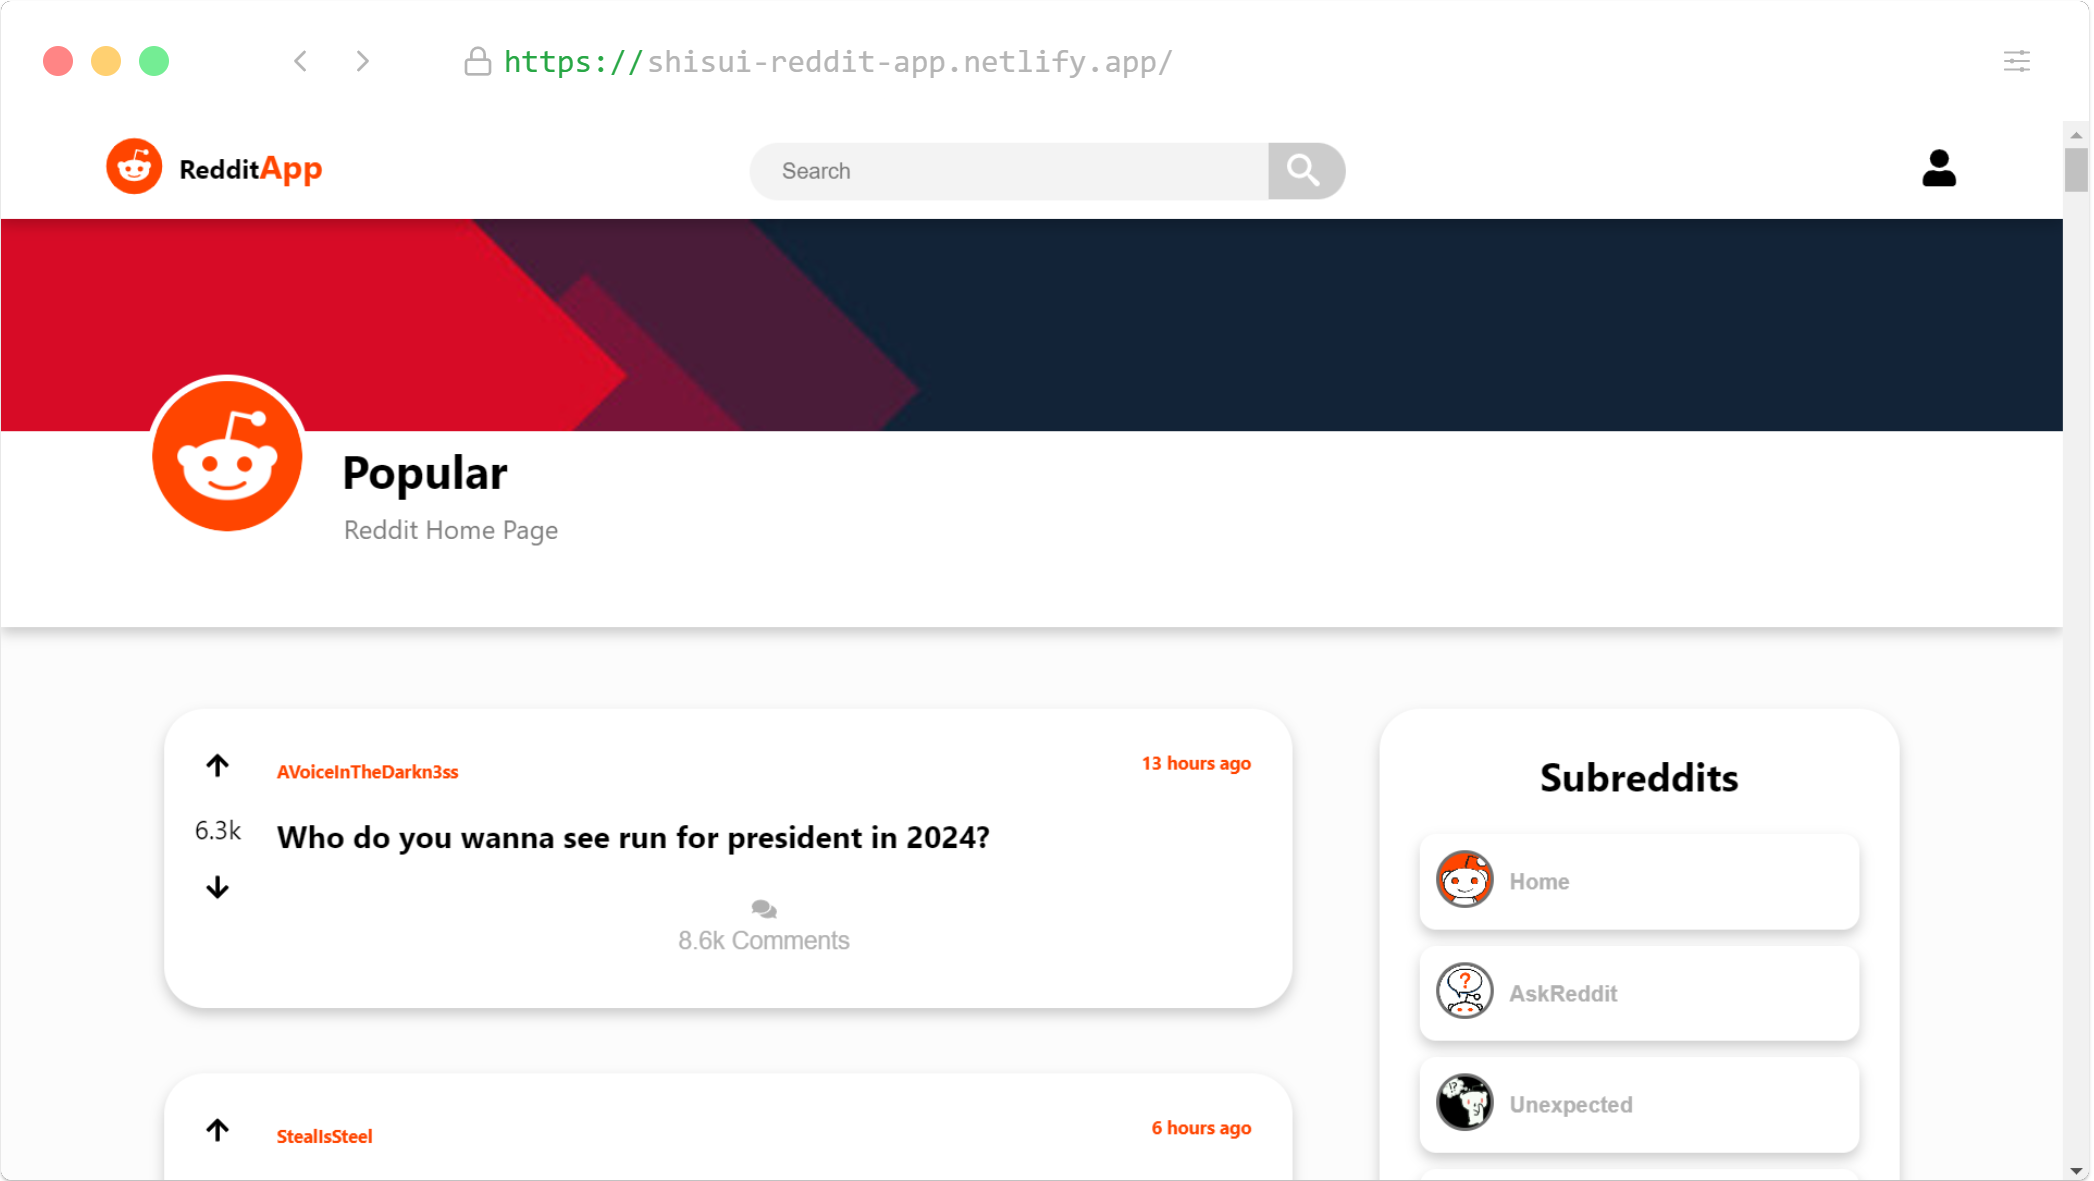 https://shisui-reddit-app.netlify.app/
RedditApp
Search
Popular
Reddit Home Page
AVoiceInTheDarkn3ss
13 hours ago
6.3k
Who do you wanna see run for president in 2024?
8.6k Comments
StealIsSteel
6 hours ago
Subreddits
Home
AskReddit
Unexpected